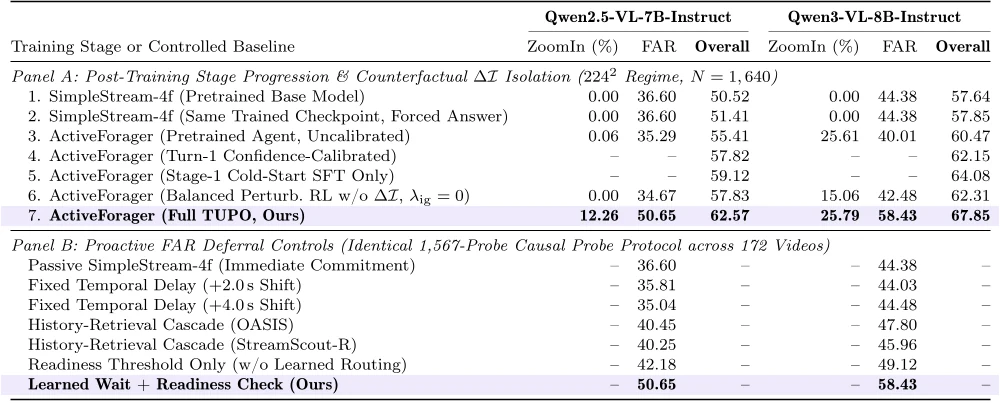 Qwen2.5-VL-7B-Instruct Qwen3-VL-8B-Instruct
Training Stage or Controlled Baseline ZoomIn (%) FAR Overall ZoomIn (%) FAR Overall
Panel A: Post-Training Stage Progression & Counterfactual Δℐ Isolation (224² Regime, N = 1,640)
1. SimpleStream-4f (Pretrained Base Model) 0.00 36.60 50.52 0.00 44.38 57.64
2. SimpleStream-4f (Same Trained Checkpoint, Forced Answer) 0.00 36.60 51.41 0.00 44.38 57.85
3. ActiveForager (Pretrained Agent, Uncalibrated) 0.06 35.29 55.41 25.61 40.01 60.47
4. ActiveForager (Turn-1 Confidence-Calibrated) – – 57.82 – – 62.15
5. ActiveForager (Stage-1 Cold-Start SFT Only) – – 59.12 – – 64.08
6. ActiveForager (Balanced Perturb. RL w/o Δℐ, λig = 0) 0.00 34.67 57.83 15.06 42.48 62.31
7. ActiveForager (Full TUPO, Ours) 12.26 50.65 62.57 25.79 58.43 67.85
Panel B: Proactive FAR Deferral Controls (Identical 1,567-Probe Causal Probe Protocol across 172 Videos)
Passive SimpleStream-4f (Immediate Commitment) – 36.60 – – 44.38 –
Fixed Temporal Delay (+2.0 s Shift) – 35.81 – – 44.03 –
Fixed Temporal Delay (+4.0 s Shift) – 35.04 – – 44.48 –
History-Retrieval Cascade (OASIS) – 40.45 – – 47.80 –
History-Retrieval Cascade (StreamScout-R) – 40.25 – – 45.96 –
Readiness Threshold Only (w/o Learned Routing) – 42.18 – – 49.12 –
Learned Wait + Readiness Check (Ours) – 50.65 – – 58.43 –